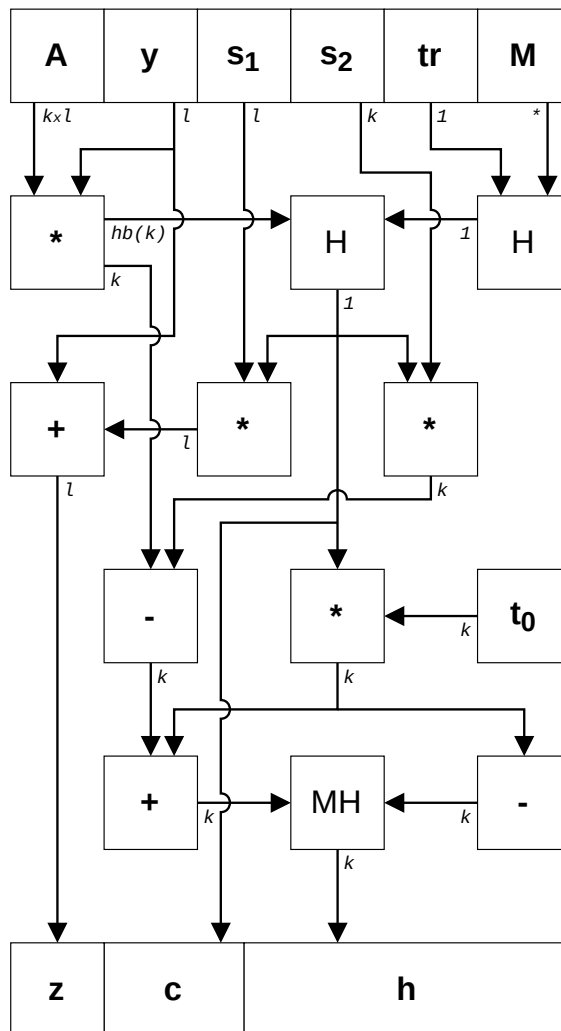 A y s₁ s₂ tr M
k×l l l k 1 *
* H H
hb(k) 1
k 1
+ * *
l
l k
- * t₀
k
k k
+ MH -
k k
k
z c h